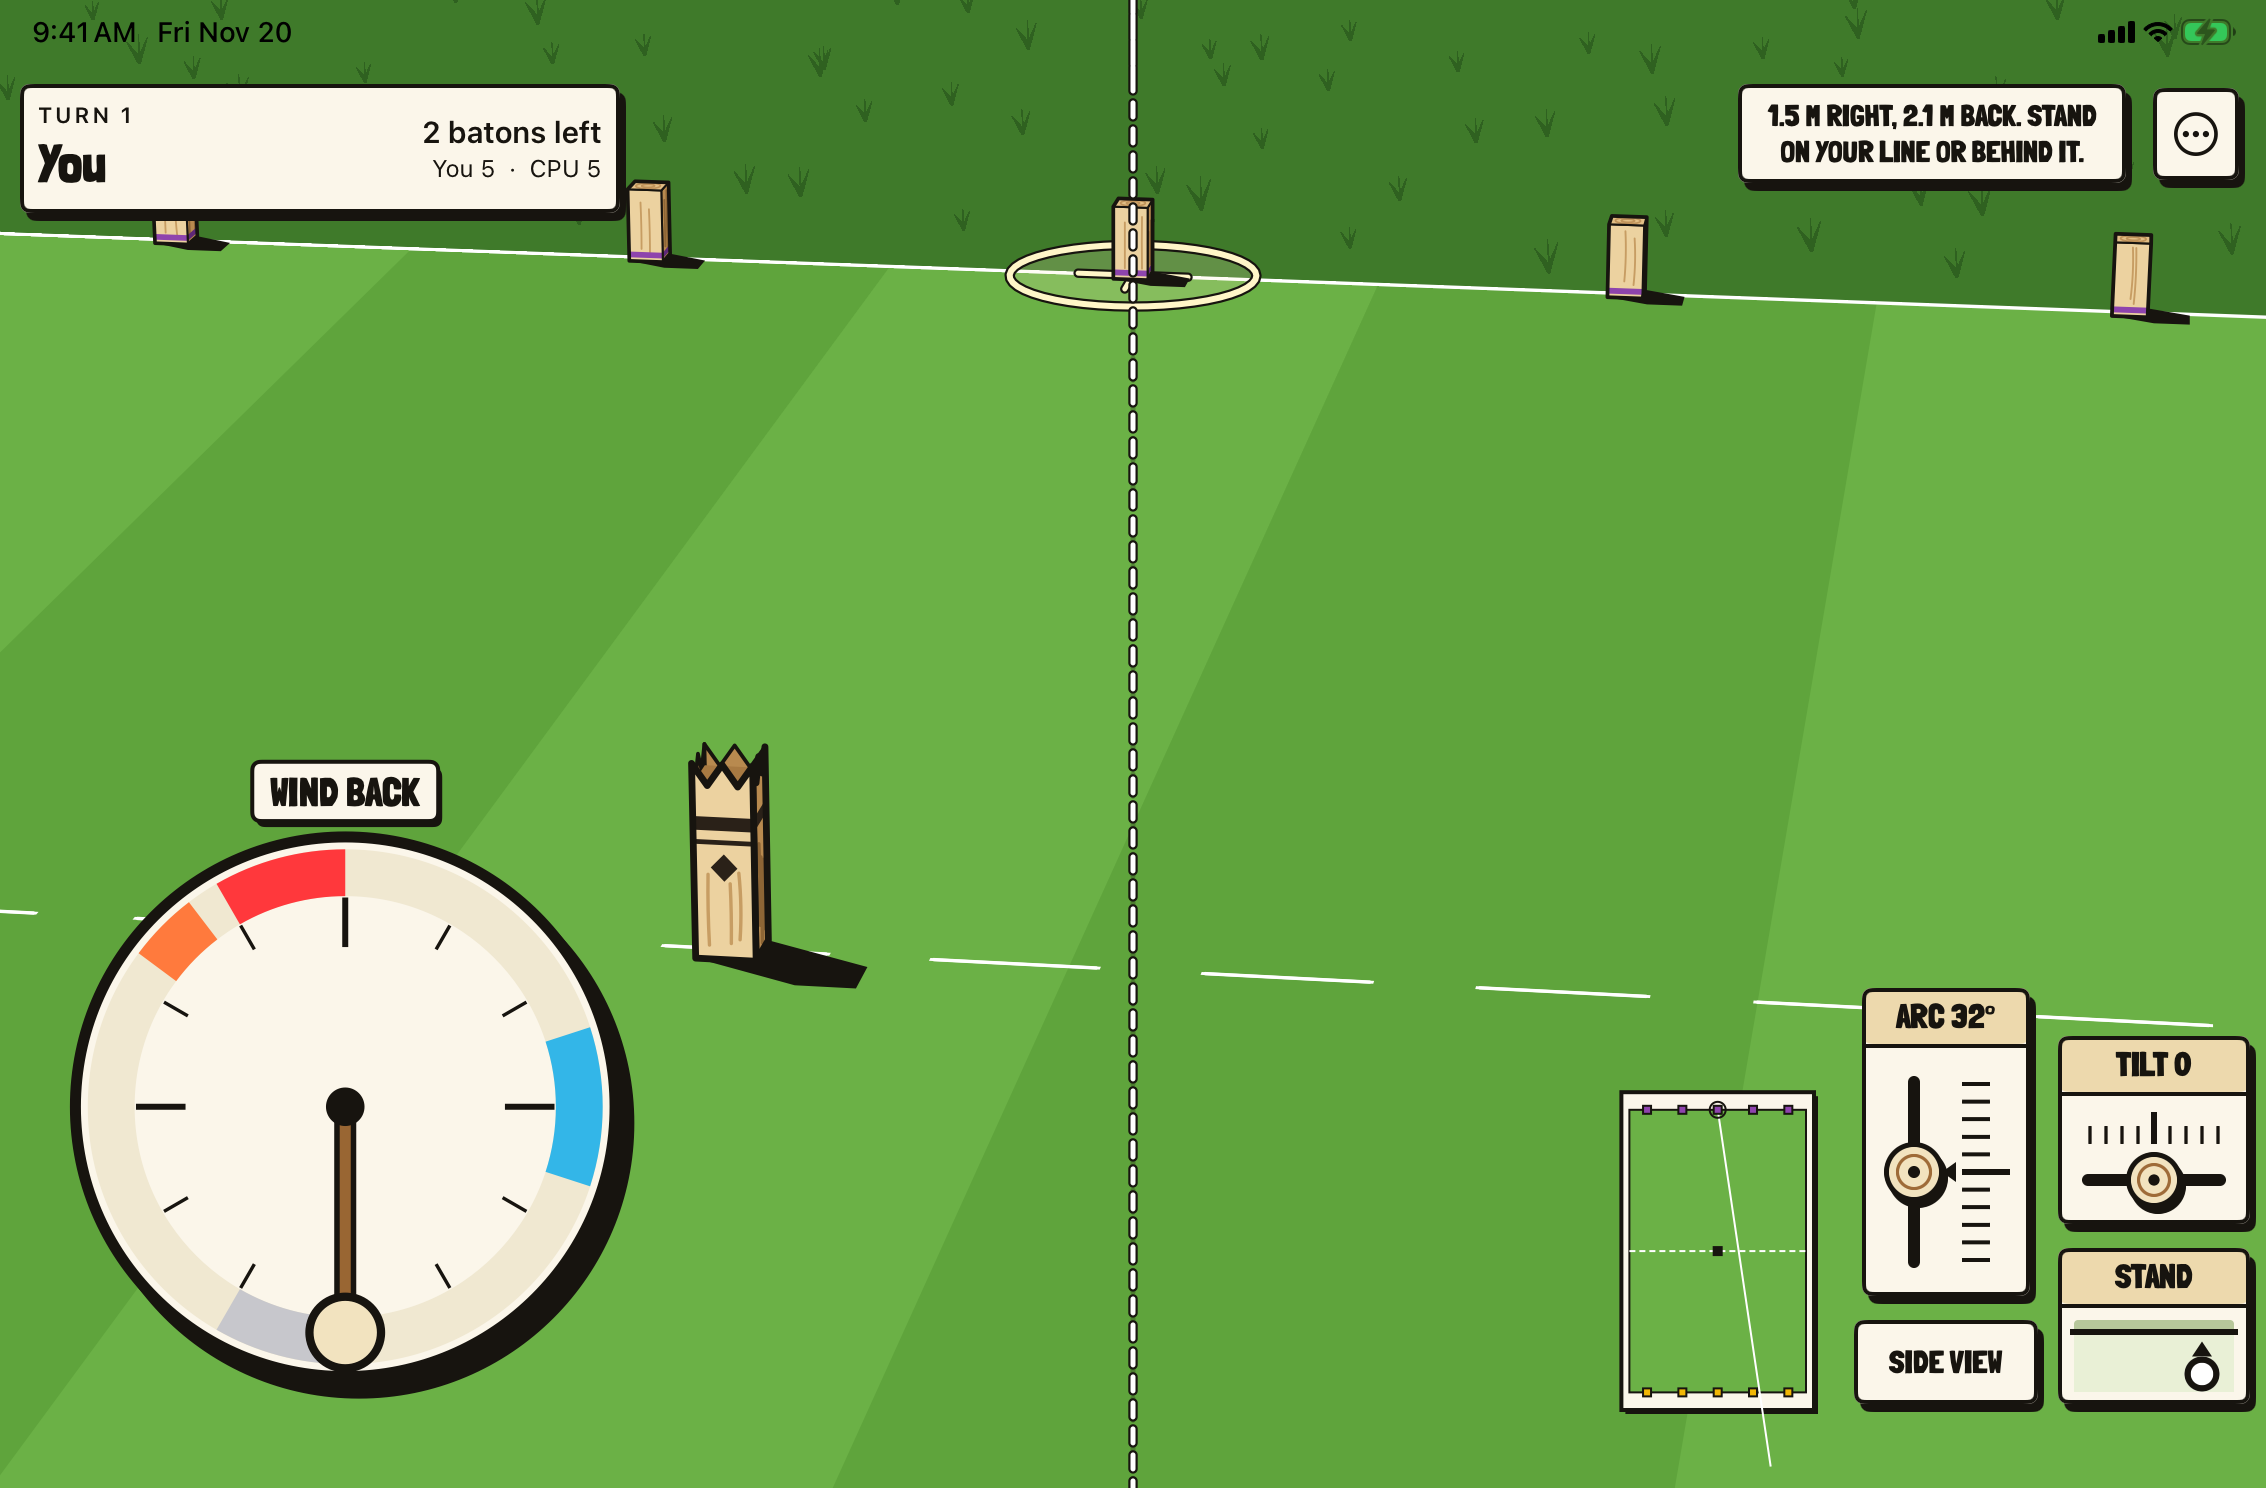 9:41 AM Fri Nov 20
TURN 1
You
2 batons left
You 5 · CPU 5
1.5 M RIGHT, 2.1 M BACK. STAND
ON YOUR LINE OR BEHIND IT.
WIND BACK
ARC 32°
TILT 0
STAND
SIDE VIEW